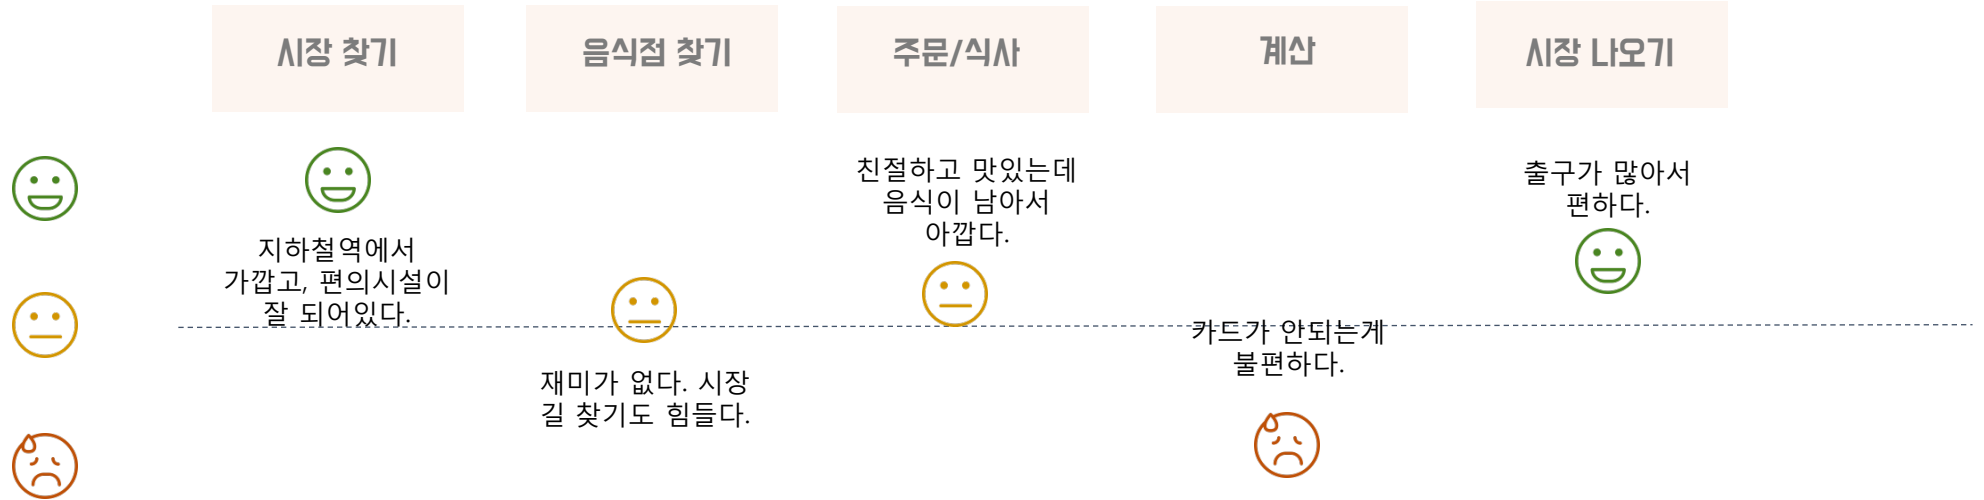 시장 찾기
음식점 찾기
주문/식사
계산
시장 나오기
지하철역에서
가깝고, 편의시설이
잘 되어있다.
재미가 없다. 시장
길 찾기도 힘들다.
친절하고 맛있는데
음식이 남아서
아깝다.
카드가 안되는게
불편하다.
출구가 많아서
편하다.